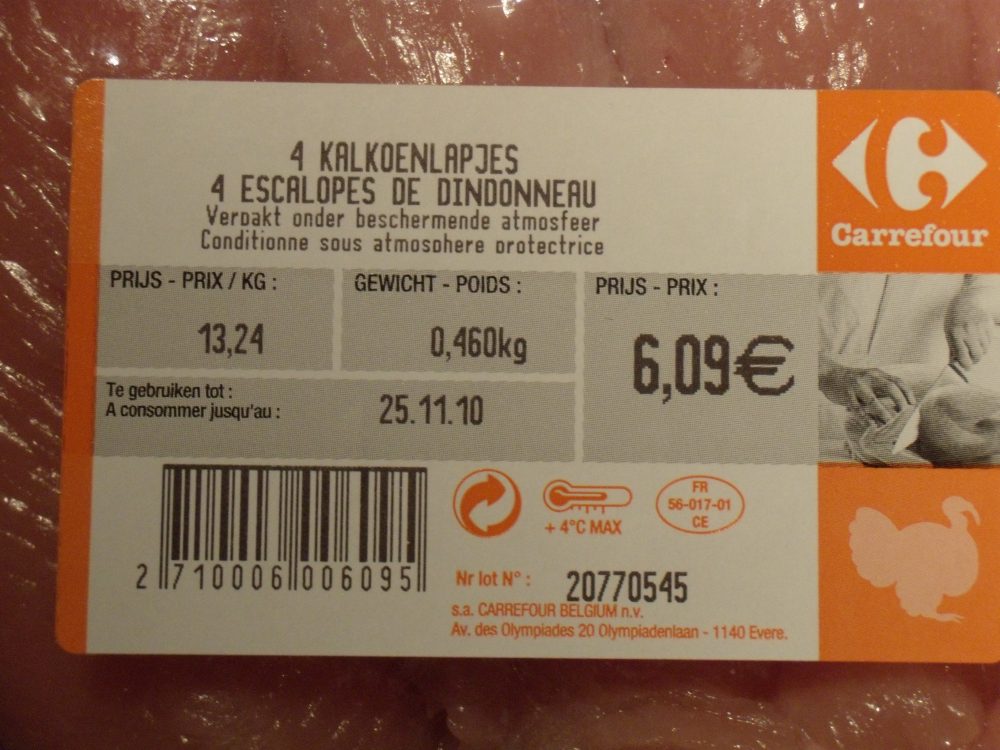 4 KALKOENLAPJES
4 ESCALOPES DE DINDONNEAU
Verpakt onder beschermende atmosfeer
Conditionne sous atmosphere protectrice
Carrefour
PRIJS - PRIX / KG :
13,24
GEWICHT - POIDS :
0,460kg
PRIJS - PRIX :
6,09€
Te gebruiken tot :
A consommer jusqu'au :
25.11.10
2 710006 006095
+ 4°C MAX
FR
56-017-01
CE
Nr lot N° : 20770545
s.a. CARREFOUR BELGIUM n.v.
Av. des Olympiades 20 Olympiadenlaan - 1140 Evere.